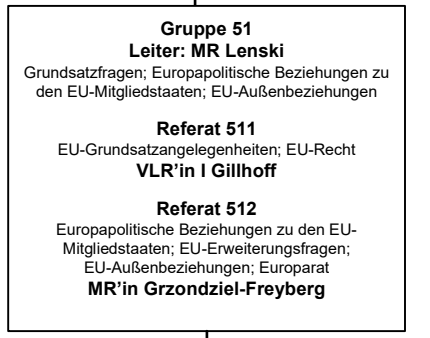 Gruppe 51
Leiter: MR Lenski
Grundsatzfragen; Europapolitische Beziehungen zu
den EU-Mitgliedstaaten; EU-Außenbeziehungen
Referat 511
EU-Grundsatzangelegenheiten; EU-Recht
VLR’in I Gillhoff
Referat 512
Europapolitische Beziehungen zu den EU-
Mitgliedstaaten; EU-Erweiterungsfragen;
EU-Außenbeziehungen; Europarat
MR’in Grzondziel-Freyberg